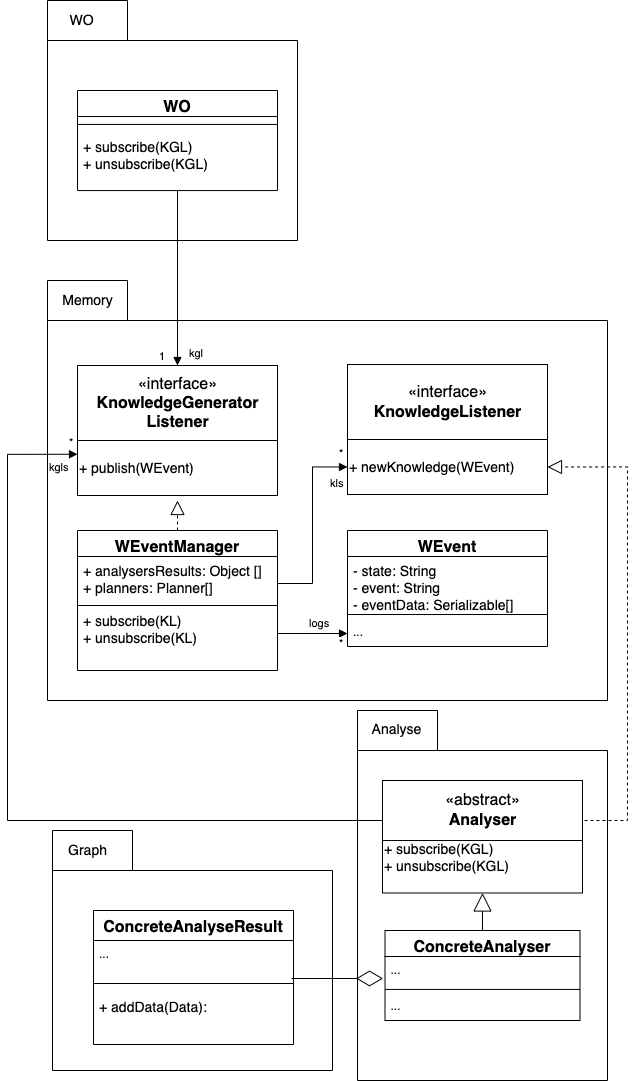 WO
WO
+ subscribe(KGL)
+ unsubscribe(KGL)
Memory
1
kgl
«interface»
KnowledgeGenerator
Listener
*
kgls
+ publish(WEvent)
«interface»
KnowledgeListener
*
kls
+ newKnowledge(WEvent)
WEventManager
+ analysersResults: Object []
+ planners: Planner[]
+ subscribe(KL)
+ unsubscribe(KL)
logs
*
WEvent
- state: String
- event: String
- eventData: Serializable[]
...
Analyse
«abstract»
Analyser
+ subscribe(KGL)
+ unsubscribe(KGL)
Graph
ConcreteAnalyseResult
...
+ addData(Data):
ConcreteAnalyser
...
...